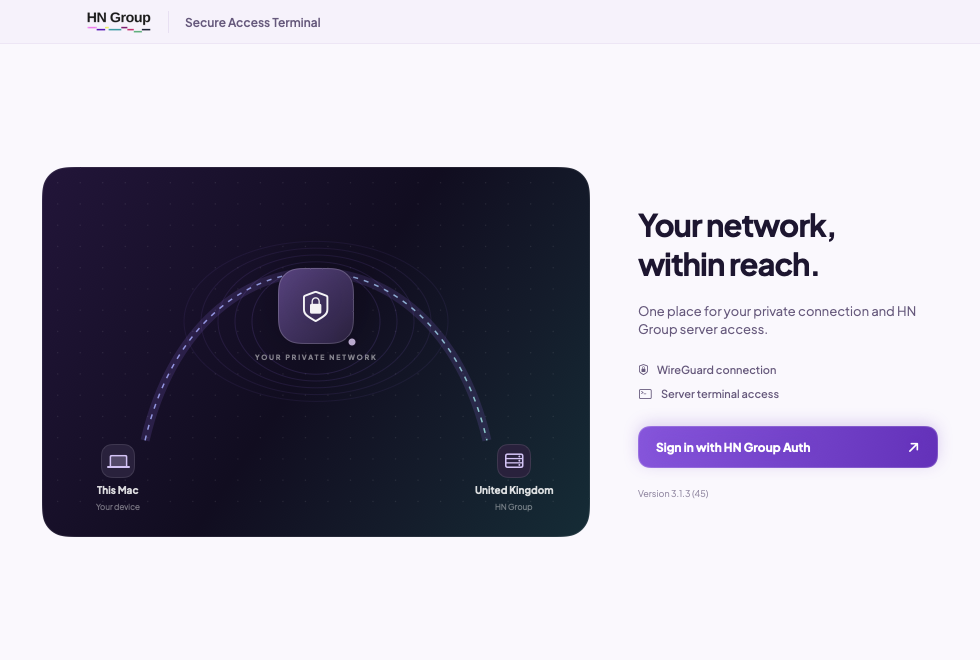 HN Group
Secure Access Terminal
YOUR PRIVATE NETWORK
This Mac
Your device
United Kingdom
HN Group
Your network,
within reach.
One place for your private connection and HN
Group server access.
WireGuard connection
Server terminal access
Sign in with HN Group Auth
Version 3.1.3 (45)